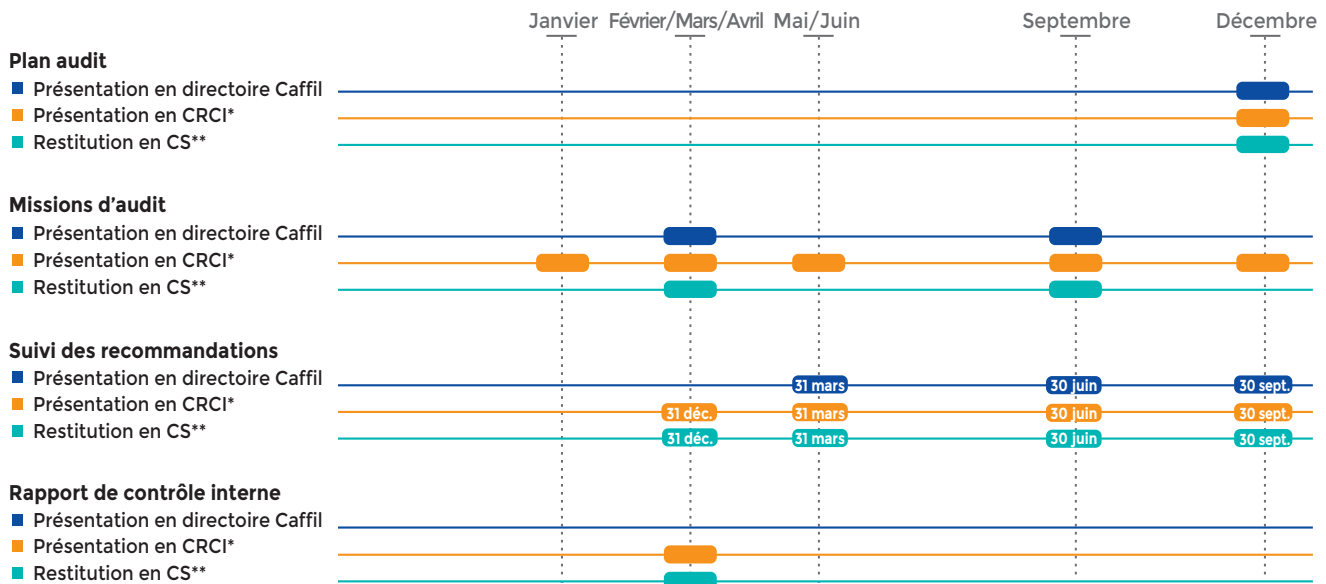 Janvier Février/Mars/Avril Mai/Juin Septembre Décembre
Plan audit
Présentation en directoire Caffil
Présentation en CRCI*
Restitution en CS**
Missions d’audit
Présentation en directoire Caffil
Présentation en CRCI*
Restitution en CS**
Suivi des recommandations
Présentation en directoire Caffil 31 mars 30 juin 30 sept.
Présentation en CRCI* 31 déc. 31 mars 30 juin 30 sept.
Restitution en CS** 31 déc. 31 mars 30 juin 30 sept.
Rapport de contrôle interne
Présentation en directoire Caffil
Présentation en CRCI*
Restitution en CS**